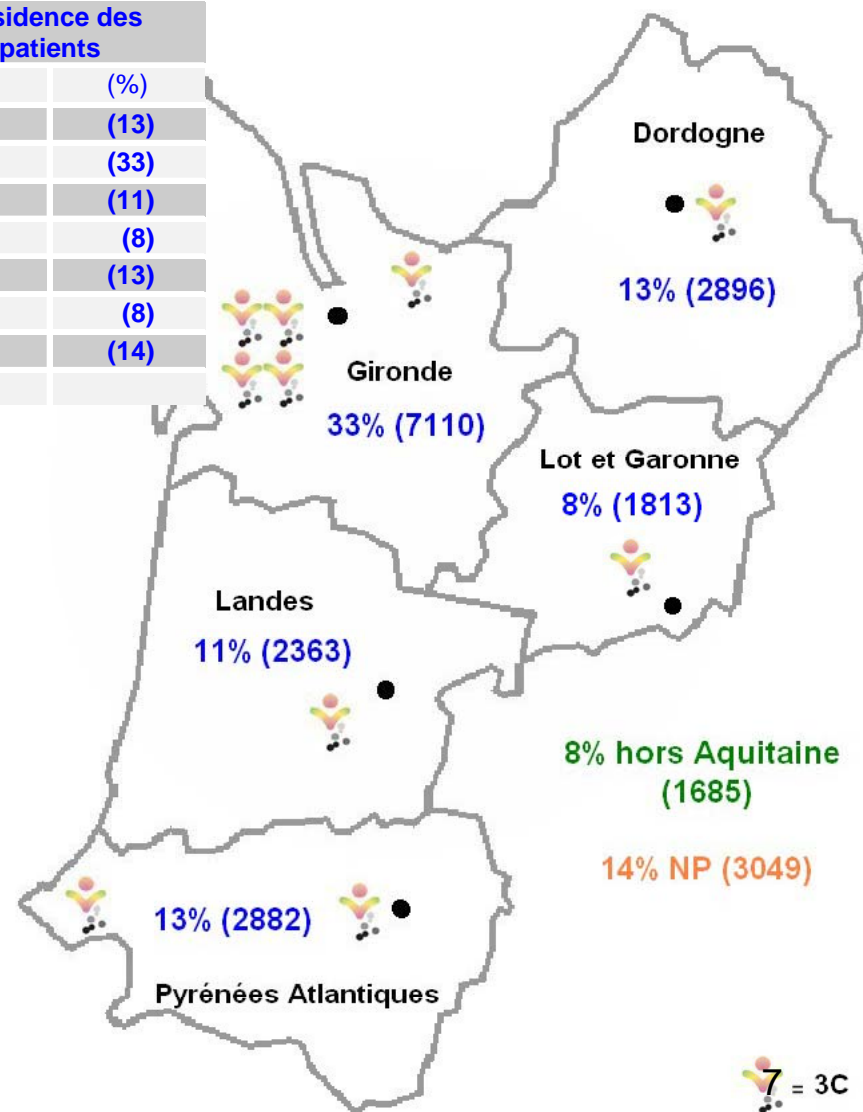 sidence des
patients
(%)
(13)
(33)
(11)
(8)
(13)
(8)
(14)
Dordogne
13% (2896)
Gironde
33% (7110)
Lot et Garonne
8% (1813)
Landes
11% (2363)
8% hors Aquitaine
(1685)
14% NP (3049)
13% (2882)
Pyrénées Atlantiques
7 = 3C